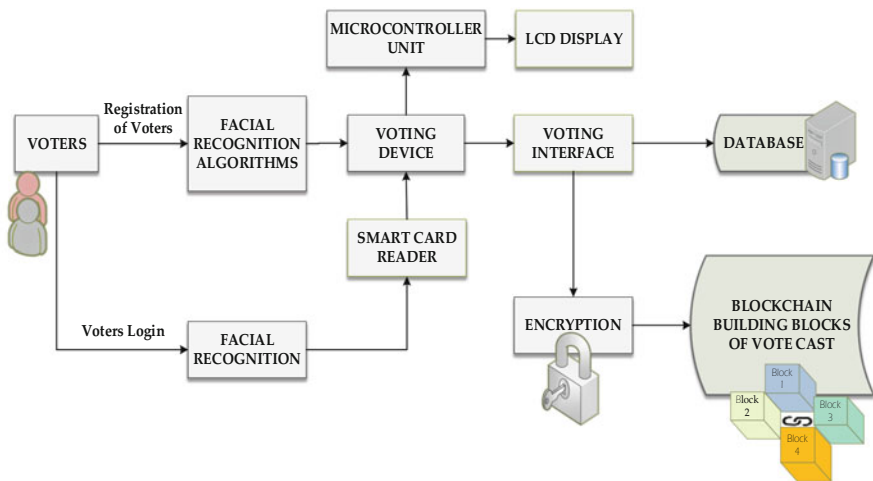 MICROCONTROLLER
UNIT
LCD DISPLAY
Registration
of Voters
VOTERS
FACIAL
RECOGNITION
ALGORITHMS
VOTING
DEVICE
VOTING
INTERFACE
DATABASE
SMART CARD
READER
Voters Login
FACIAL
RECOGNITION
ENCRYPTION
BLOCKCHAIN
BUILDING BLOCKS
OF VOTE CAST
Block
1
Block
2
Block
3
Block
4